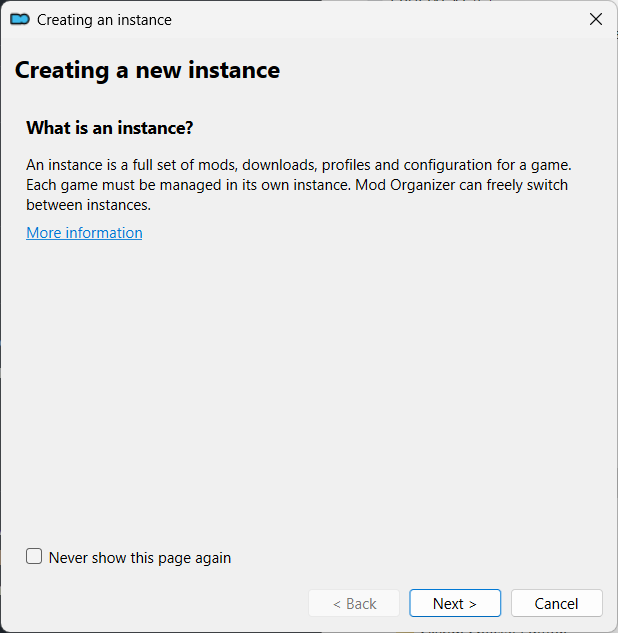 Creating an instance
Creating a new instance
What is an instance?
An instance is a full set of mods, downloads, profiles and configuration for a game.
Each game must be managed in its own instance. Mod Organizer can freely switch
between instances.
More information
Never show this page again
< Back
Next >
Cancel